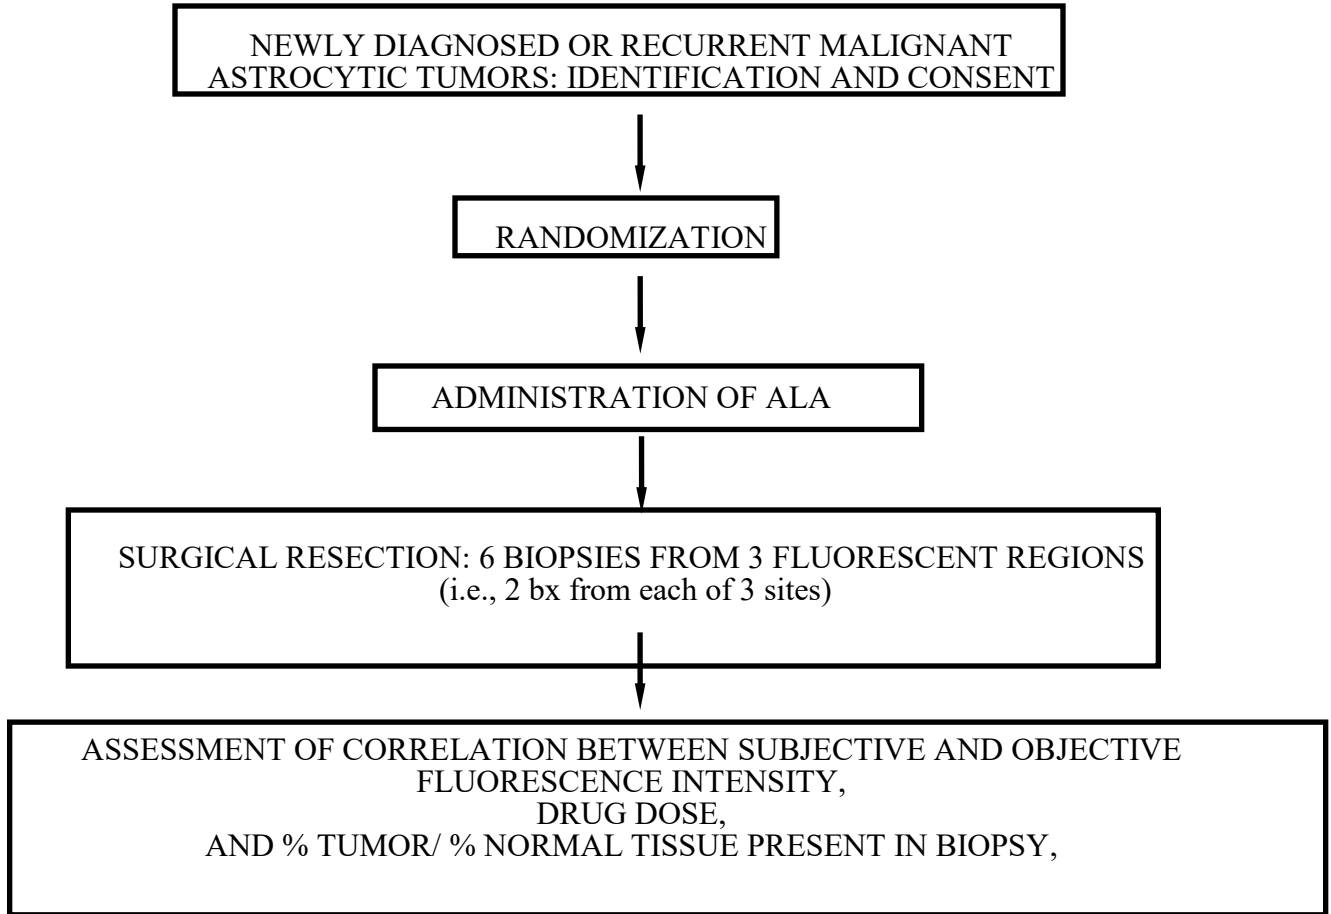 NEWLY DIAGNOSED OR RECURRENT MALIGNANT
ASTROCYTIC TUMORS: IDENTIFICATION AND CONSENT
RANDOMIZATION
ADMINISTRATION OF ALA
SURGICAL RESECTION: 6 BIOPSIES FROM 3 FLUORESCENT REGIONS
(i.e., 2 bx from each of 3 sites)
ASSESSMENT OF CORRELATION BETWEEN SUBJECTIVE AND OBJECTIVE
FLUORESCENCE INTENSITY,
DRUG DOSE,
AND % TUMOR/ % NORMAL TISSUE PRESENT IN BIOPSY,